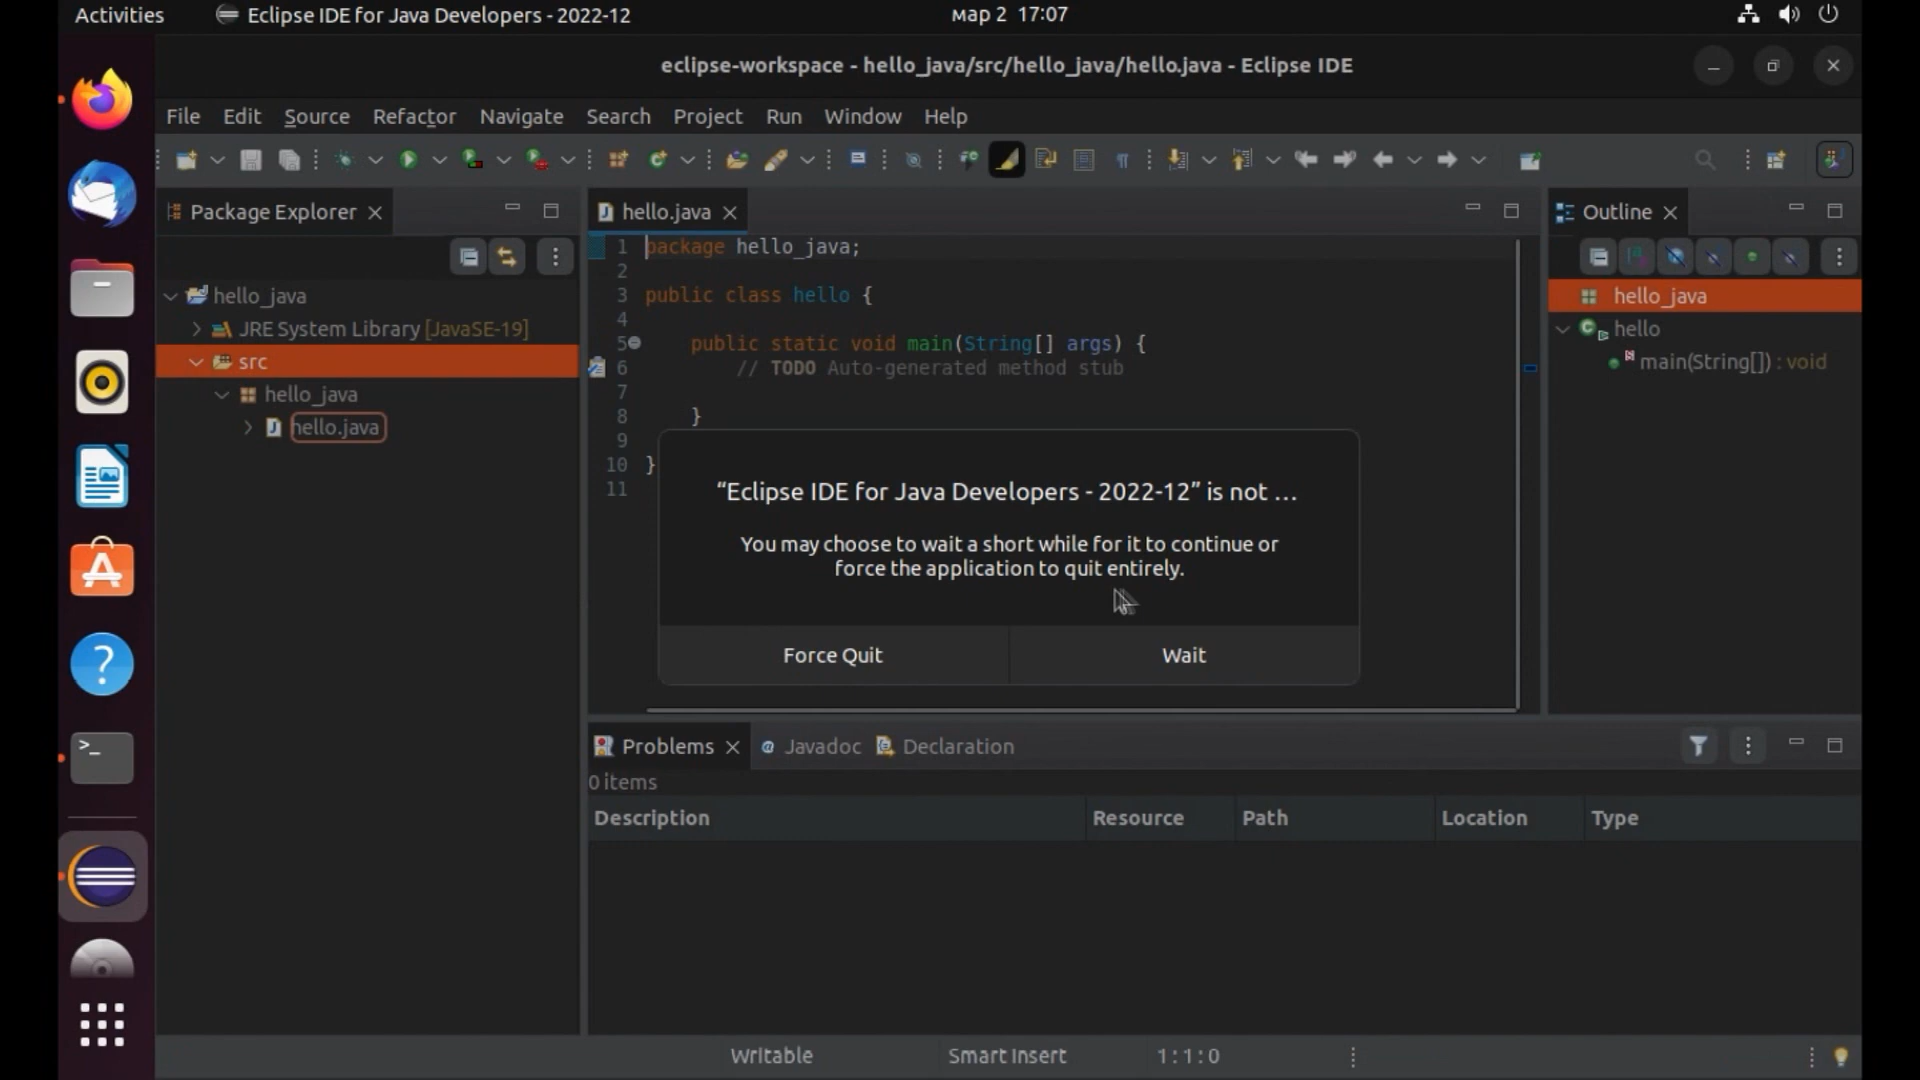 Activities
Eclipse IDE for Java Developers - 2022-12
мар 2 17:07
eclipse-workspace - hello_java/src/hello_java/hello.java - Eclipse IDE
File Edit Source Refactor Navigate Search Project Run Window Help
Package Explorer
hello_java
JRE System Library [JavaSE-19]
src
hello_java
hello.java
hello.java
1 package hello_java;
2
3 public class hello {
4
5 public static void main(String[] args) {
6 // TODO Auto-generated method stub
7
8 }
9
10 }
11
“Eclipse IDE for Java Developers - 2022-12” is not …
You may choose to wait a short while for it to continue or
force the application to quit entirely.
Force Quit
Wait
Outline
hello_java
hello
main(String[]) : void
Problems
Javadoc
Declaration
0 items
Description Resource Path Location Type
Writable
Smart Insert
1 : 1 : 0